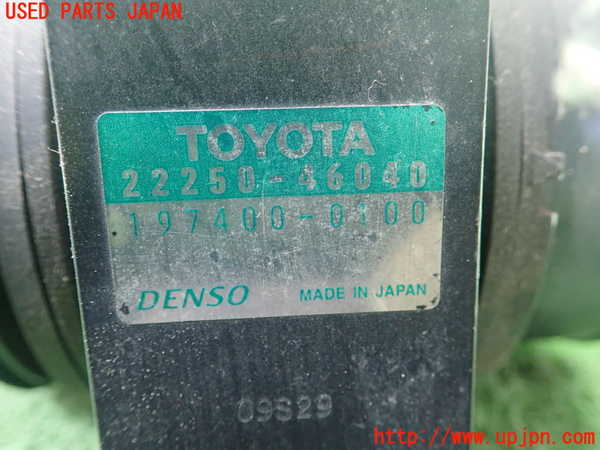 USED PARTS JAPAN
TOYOTA
22250-46040
197400-0100
DENSO MADE IN JAPAN
09S29
http://www.upjpn.com